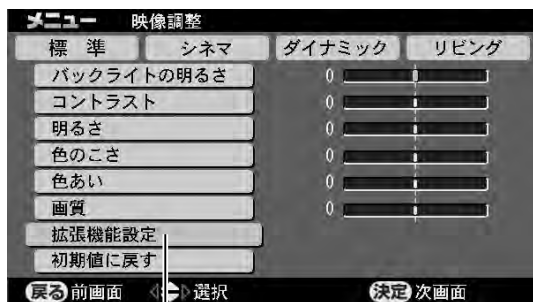 メニュー 映像調整
標準 シネマ ダイナミック リビング
バックライトの明るさ 0
コントラスト 0
明るさ 0
色のこさ 0
色あい 0
画質 0
拡張機能設定
初期値に戻す
戻る 前画面 選択 決定 次画面